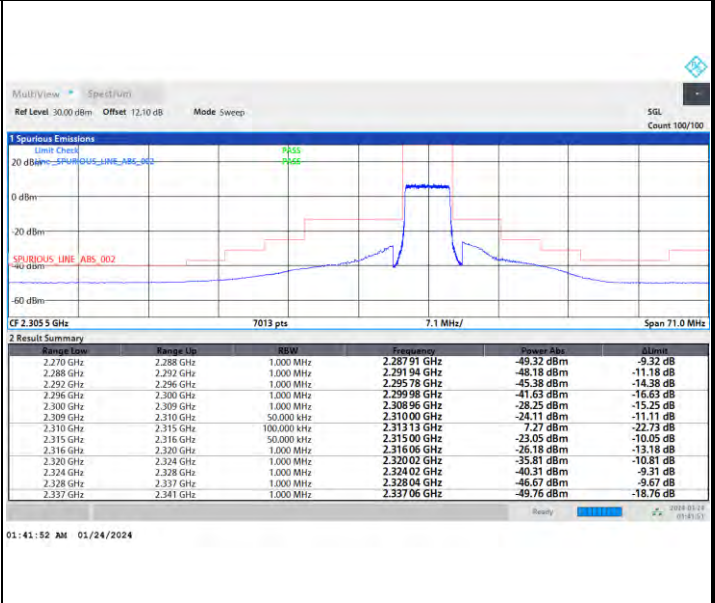 MultiView Spectrum
Ref Level 30.00 dBm Offset 12.10 dB Mode Sweep SGL
Count 100/100
1 Spurious Emissions
Limit Check PASS
20 dBm Line _SPURIOUS_LINE_ABS_002 PASS
0 dBm
-20 dBm
SPURIOUS_LINE_ABS_002
-40 dBm
-60 dBm
CF 2.305 5 GHz 7013 pts 7.1 MHz/ Span 71.0 MHz
2 Result Summary
Range Low Range Up RBW Frequency Power Abs ΔLimit
2.270 GHz 2.288 GHz 1.000 MHz 2.287 91 GHz -49.32 dBm -9.32 dB
2.288 GHz 2.292 GHz 1.000 MHz 2.291 94 GHz -48.18 dBm -11.18 dB
2.292 GHz 2.296 GHz 1.000 MHz 2.295 78 GHz -45.38 dBm -14.38 dB
2.296 GHz 2.300 GHz 1.000 MHz 2.299 98 GHz -41.63 dBm -16.63 dB
2.300 GHz 2.309 GHz 1.000 MHz 2.308 96 GHz -28.25 dBm -15.25 dB
2.309 GHz 2.310 GHz 50.000 kHz 2.310 00 GHz -24.11 dBm -11.11 dB
2.310 GHz 2.315 GHz 100.000 kHz 2.313 13 GHz 7.27 dBm -22.73 dB
2.315 GHz 2.316 GHz 50.000 kHz 2.315 00 GHz -23.05 dBm -10.05 dB
2.316 GHz 2.320 GHz 1.000 MHz 2.316 06 GHz -26.18 dBm -13.18 dB
2.320 GHz 2.324 GHz 1.000 MHz 2.320 02 GHz -35.81 dBm -10.81 dB
2.324 GHz 2.328 GHz 1.000 MHz 2.324 02 GHz -40.31 dBm -9.31 dB
2.328 GHz 2.337 GHz 1.000 MHz 2.328 04 GHz -46.67 dBm -9.67 dB
2.337 GHz 2.341 GHz 1.000 MHz 2.337 06 GHz -49.76 dBm -18.76 dB
Ready
01:41:52 AM 01/24/2024